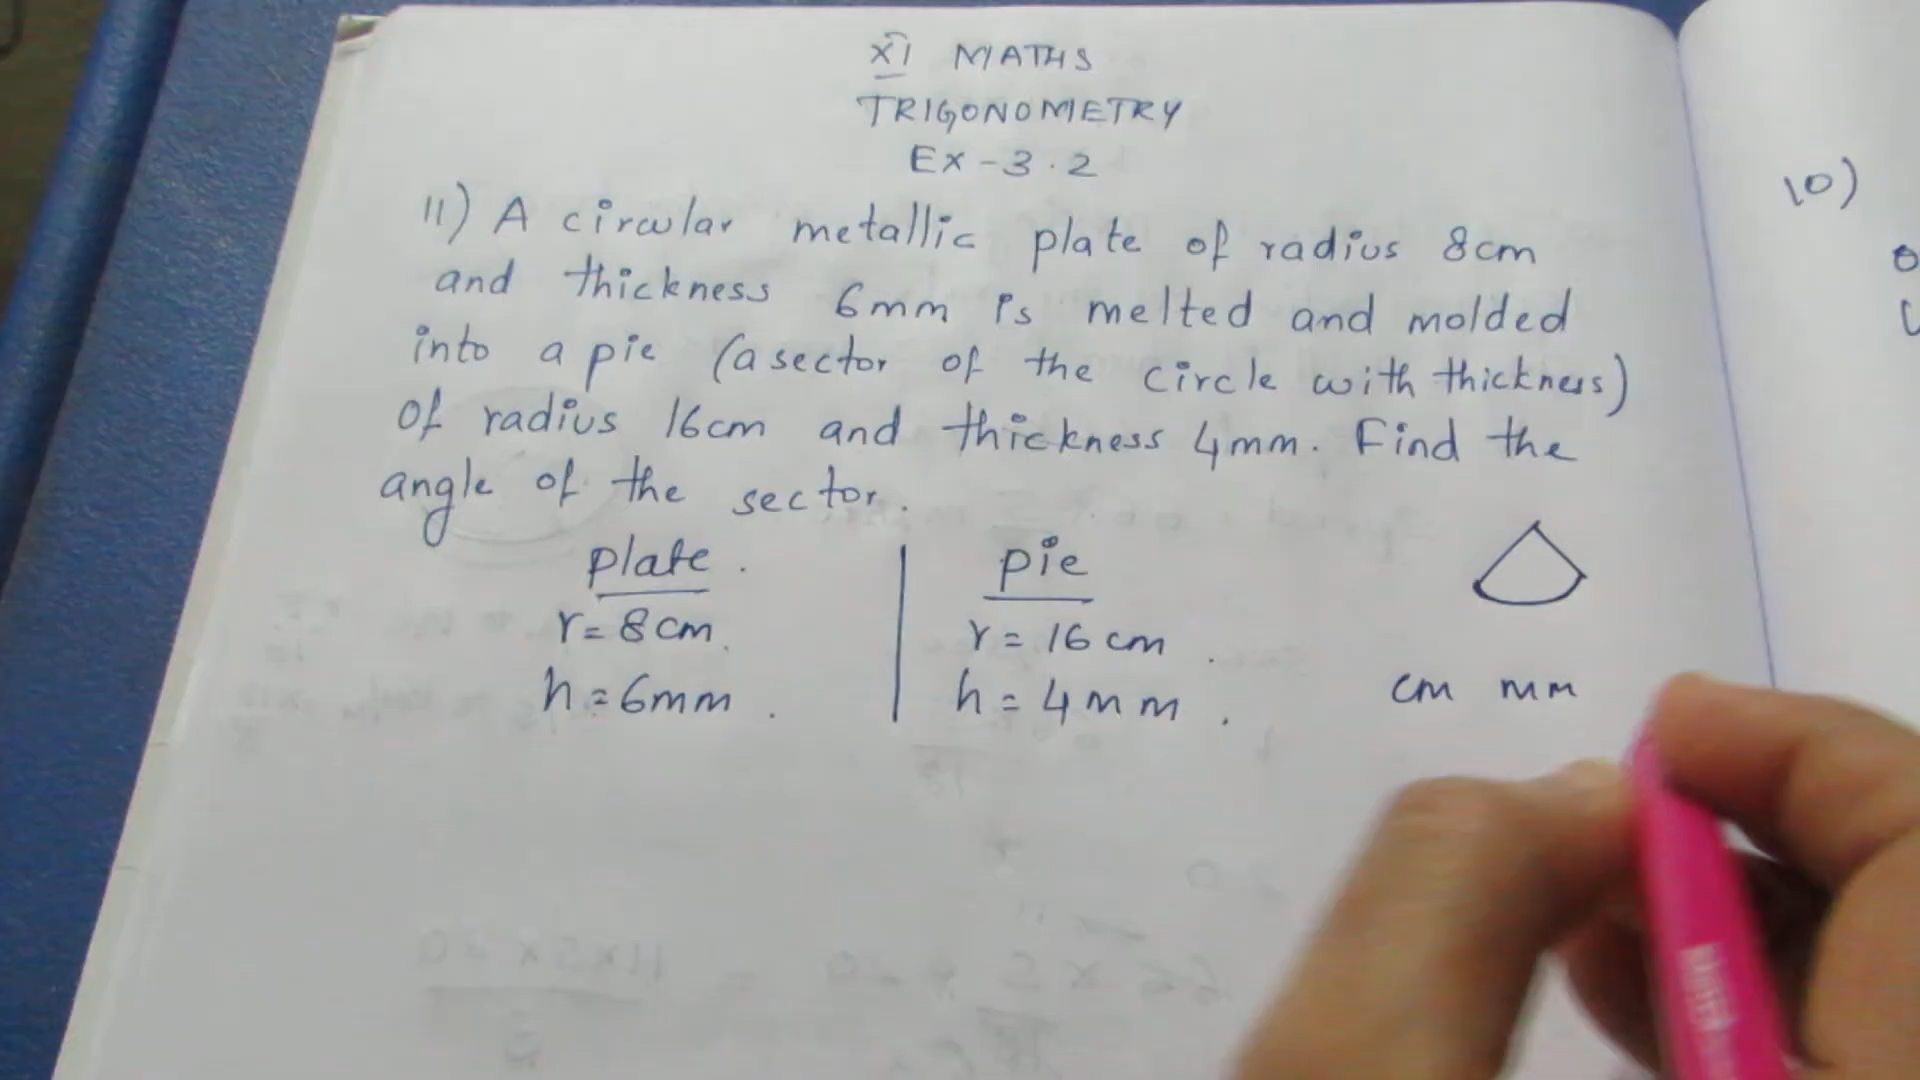 XI MATHS
TRIGONOMETRY
EX - 3.2
11) A circular metallic plate of radius 8cm
and thickness 6mm is melted and molded
into a pie (a sector of the circle with thickness)
of radius 16cm and thickness 4mm. Find the
angle of the sector.
plate. pie
r = 8cm. r = 16 cm.
h = 6mm. h = 4mm. cm mm
10)